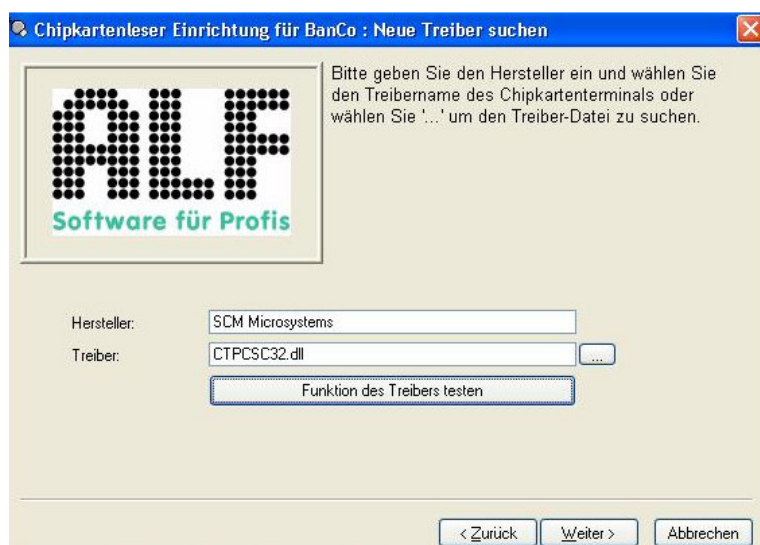 Chipkartenleser Einrichtung für BanCo : Neue Treiber suchen
ALF
Software für Profis
Bitte geben Sie den Hersteller ein und wählen Sie
den Treibername des Chipkartenterminals oder
wählen Sie '...' um den Treiber-Datei zu suchen.
Hersteller: SCM Microsystems
Treiber: CTPCSC32.dll ...
Funktion des Treibers testen
< Zurück Weiter > Abbrechen